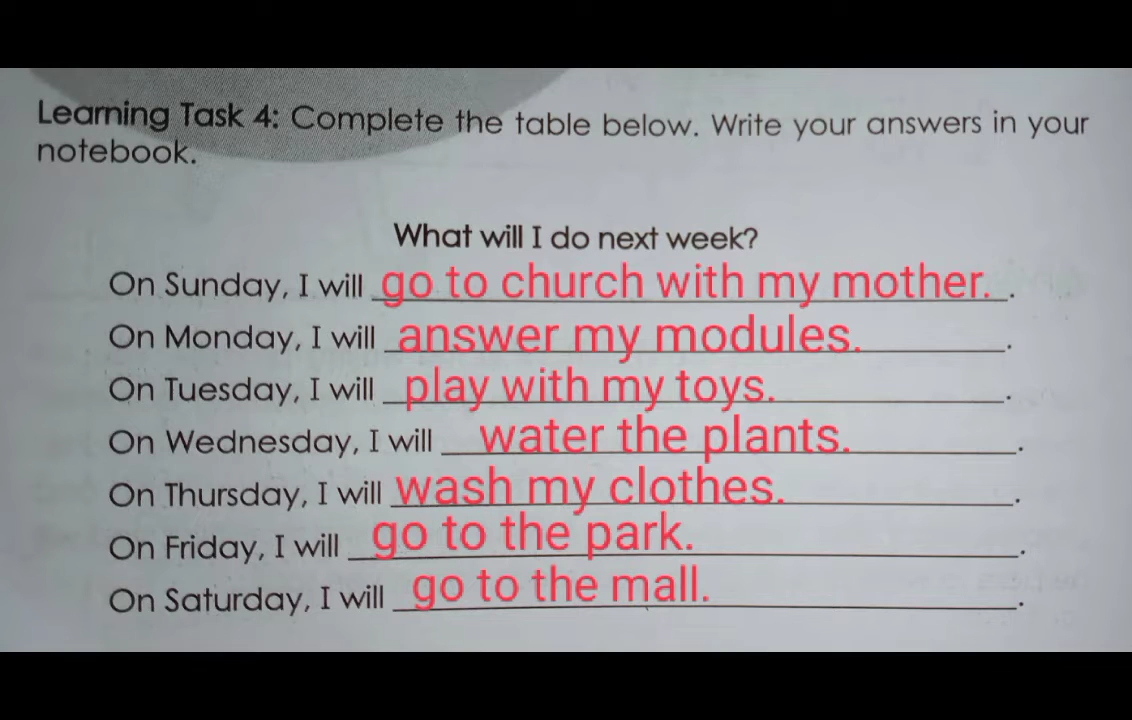 Learning Task 4: Complete the table below. Write your answers in your
notebook.
What will I do next week?
On Sunday, I will go to church with my mother. .
On Monday, I will answer my modules. .
On Tuesday, I will play with my toys. .
On Wednesday, I will water the plants. .
On Thursday, I will wash my clothes. .
On Friday, I will go to the park. .
On Saturday, I will go to the mall. .